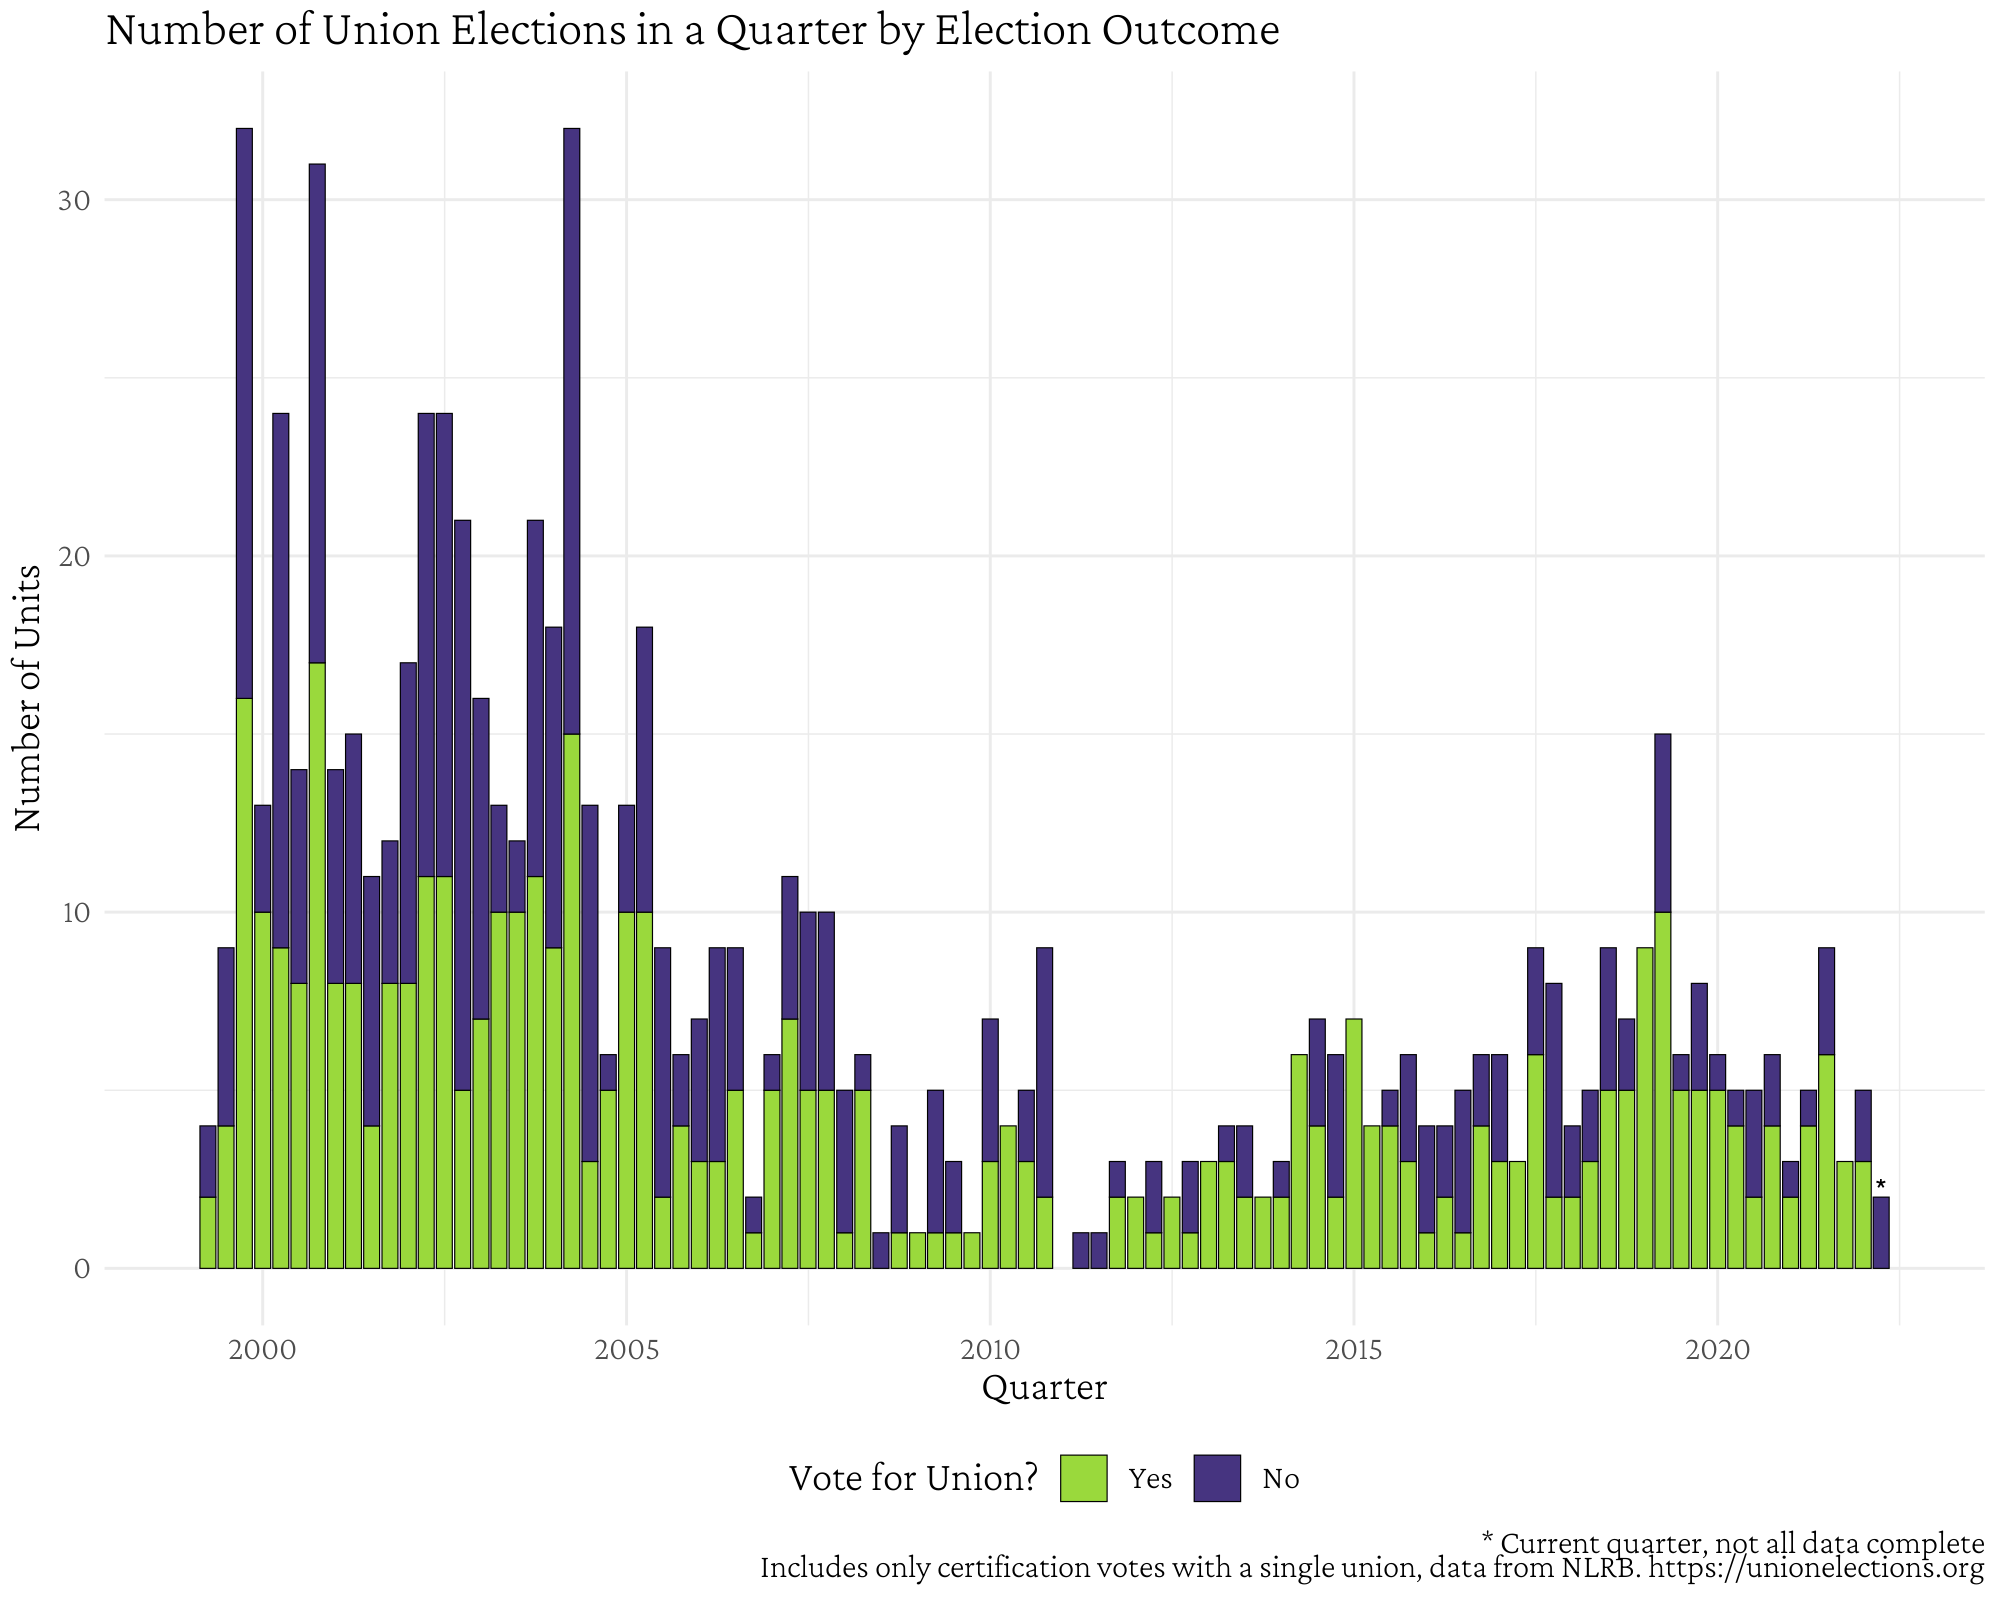 Number of Union Elections in a Quarter by Election Outcome
30
20
10
0
Number of Units
*
2000 2005 2010 2015 2020
Quarter
Vote for Union? Yes No
* Current quarter, not all data complete
Includes only certification votes with a single union, data from NLRB. https://unionelections.org